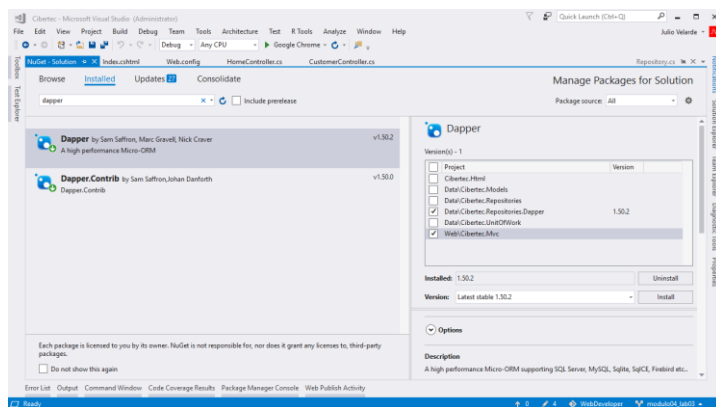 Cibertec - Microsoft Visual Studio (Administrator)
Quick Launch (Ctrl+Q)
File Edit View Project Build Debug Team Tools Architecture Test R Tools Analyze Window Help
Julio Velarde
Debug Any CPU Google Chrome
NuGet - Solution Index.cshtml Web.config HomeController.cs CustomerController.cs Repository.cs
Toolbox
Test Explorer
Browse Installed Updates 22 Consolidate
Manage Packages for Solution
dapper
Include prerelease
Package source: All
Dapper by Sam Saffron, Marc Gravell, Nick Craver v1.50.2
A high performance Micro-ORM
Dapper.Contrib by Sam Saffron,Johan Danforth v1.50.0
Dapper.Contrib
Dapper
Version(s) - 1
Project Version
Cibertec.Html
Data\Cibertec.Models
Data\Cibertec.Repositories
Data\Cibertec.Repositories.Dapper 1.50.2
Data\Cibertec.UnitOfWork
Web\Cibertec.Mvc
Installed: 1.50.2 Uninstall
Version: Latest stable 1.50.2 Install
Options
Description
A high performance Micro-ORM supporting SQL Server, MySQL, Sqlite, SqlCE, Firebird etc..
Each package is licensed to you by its owner. NuGet is not responsible for, nor does it grant any licenses to, third-party
packages.
Do not show this again
Notifications
Solution Explorer
Team Explorer
Diagnostic Tools
Properties
Error List Output Command Window Code Coverage Results Package Manager Console Web Publish Activity
Ready 0 4 WebDeveloper modulo04_lab03